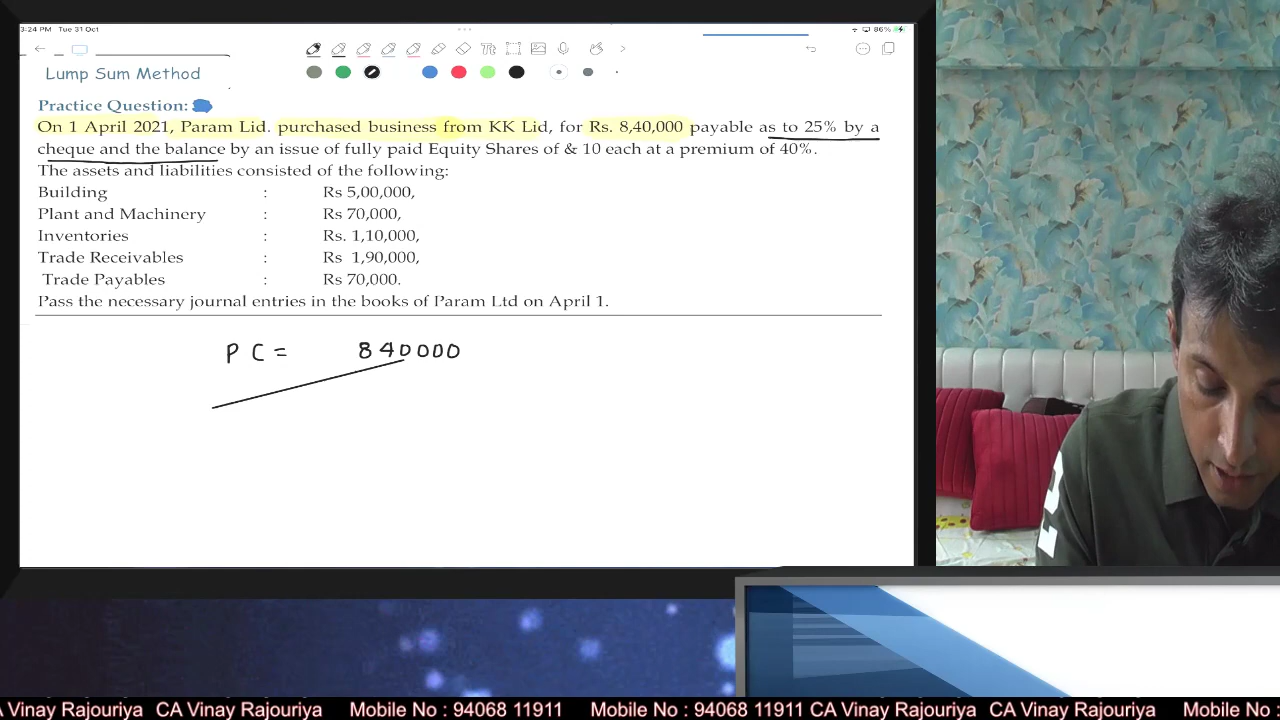 3:24 PM Tue 31 Oct
86%
Lump Sum Method
Practice Question:
On 1 April 2021, Param Lid. purchased business from KK Lid, for Rs. 8,40,000 payable as to 25% by a
cheque and the balance by an issue of fully paid Equity Shares of & 10 each at a premium of 40%.
The assets and liabilities consisted of the following:
Building : Rs 5,00,000,
Plant and Machinery : Rs 70,000,
Inventories : Rs. 1,10,000,
Trade Receivables : Rs 1,90,000,
Trade Payables : Rs 70,000.
Pass the necessary journal entries in the books of Param Ltd on April 1.
P C = 840000
A Vinay Rajouriya CA Vinay Rajouriya Mobile No : 94068 11911 Mobile No : 94068 11911 CA Vinay Rajouriya CA Vinay Rajouriya Mobile No : 9